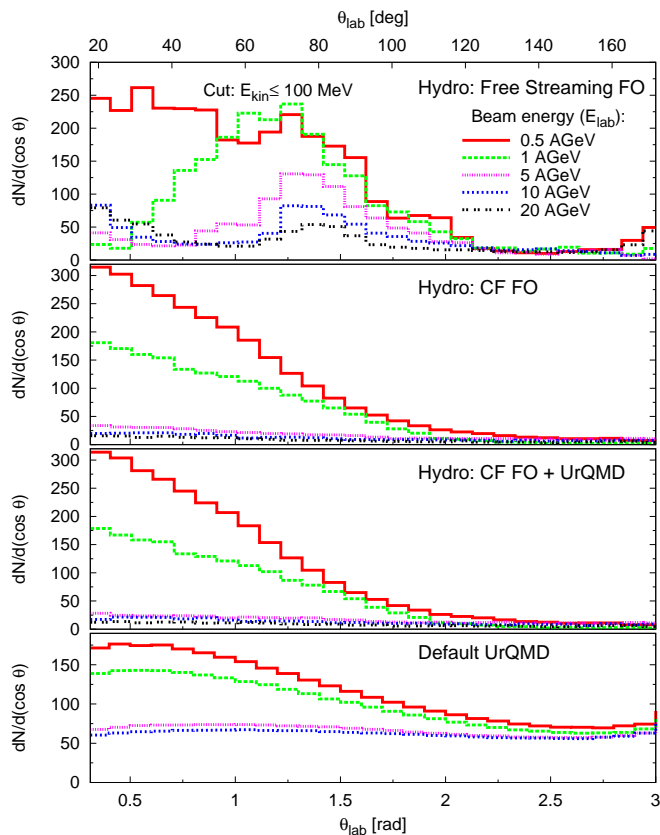 θlab [deg]
20 40 60 80 100 120 140 160
300
250
200
150
100
50
0
dN/d(cos θ)
Cut: Ekin≤ 100 MeV
Hydro: Free Streaming FO
Beam energy (Elab):
0.5 AGeV
1 AGeV
5 AGeV
10 AGeV
20 AGeV
300
250
200
150
100
50
0
dN/d(cos θ)
Hydro: CF FO
300
250
200
150
100
50
0
dN/d(cos θ)
Hydro: CF FO + UrQMD
150
100
50
0
dN/d(cos θ)
Default UrQMD
0.5 1 1.5 2 2.5 3
θlab [rad]